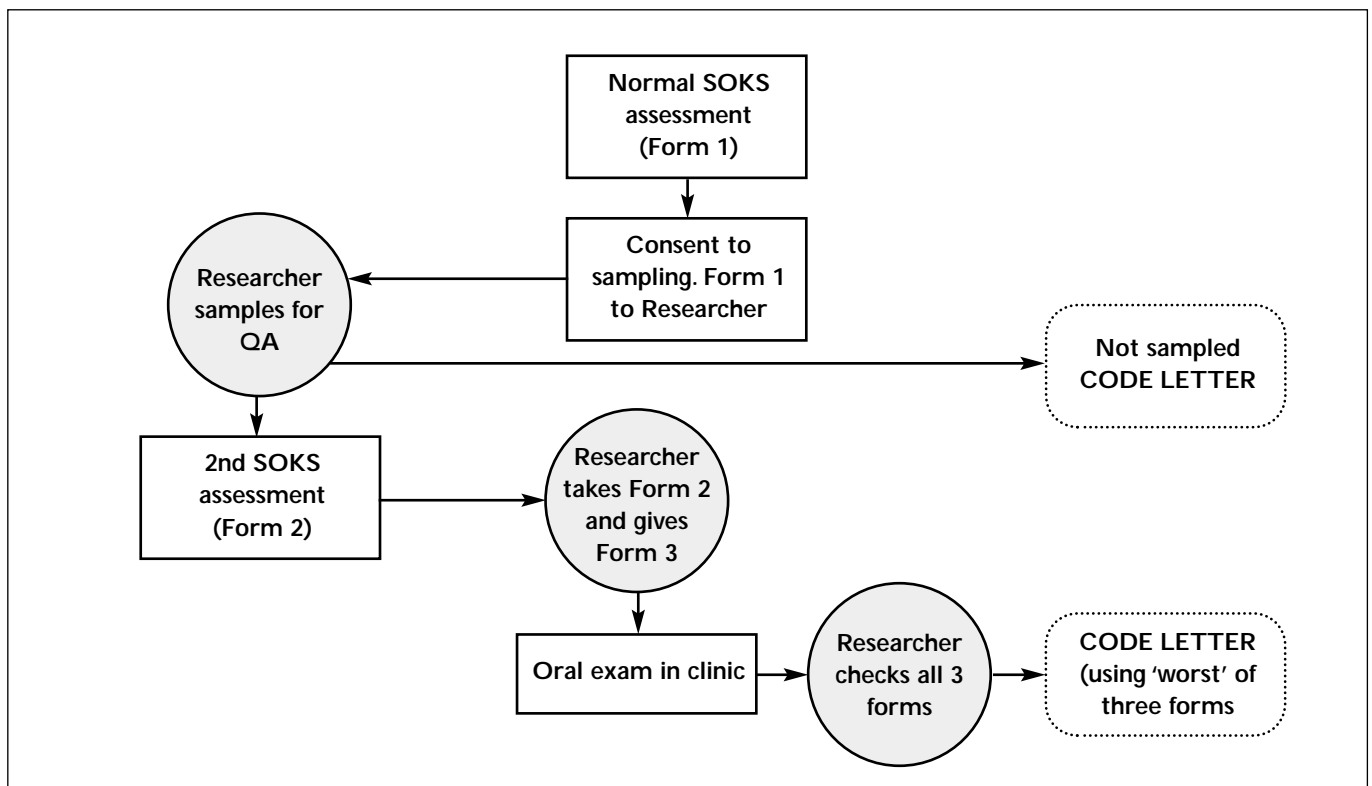 Normal SOKS
assessment
(Form 1)
Consent to
sampling. Form 1
to Researcher
Researcher
samples for
QA
Not sampled
CODE LETTER
2nd SOKS
assessment
(Form 2)
Researcher
takes Form 2
and gives
Form 3
Oral exam in clinic
Researcher
checks all 3
forms
CODE LETTER
(using ‘worst’ of
three forms